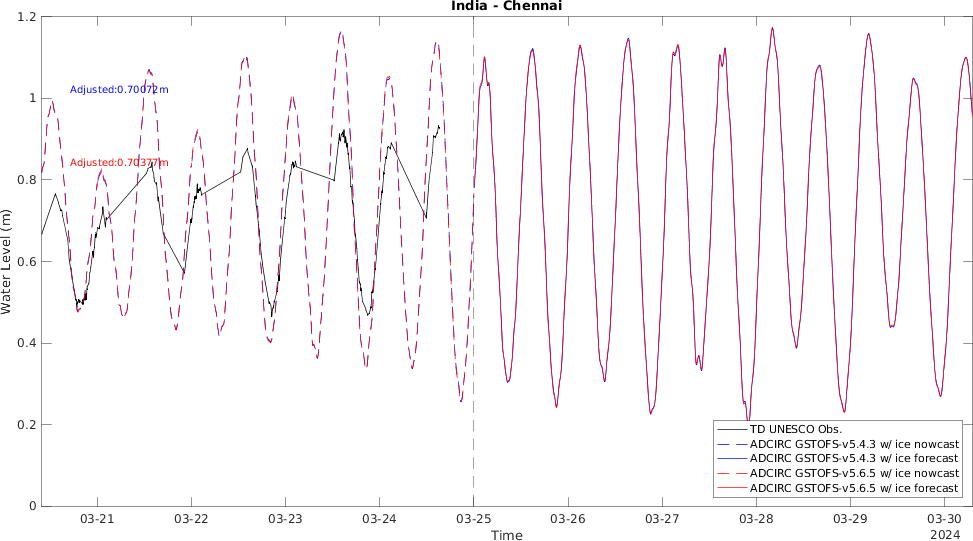 India - Chennai
1.2
1
0.8
0.6
0.4
0.2
0
Water Level (m)
Adjusted:0.70072m
Adjusted:0.70377m
TD UNESCO Obs.
ADCIRC GSTOFS-v5.4.3 w/ ice nowcast
ADCIRC GSTOFS-v5.4.3 w/ ice forecast
ADCIRC GSTOFS-v5.6.5 w/ ice nowcast
ADCIRC GSTOFS-v5.6.5 w/ ice forecast
03-21 03-22 03-23 03-24 03-25 03-26 03-27 03-28 03-29 03-30
2024
Time